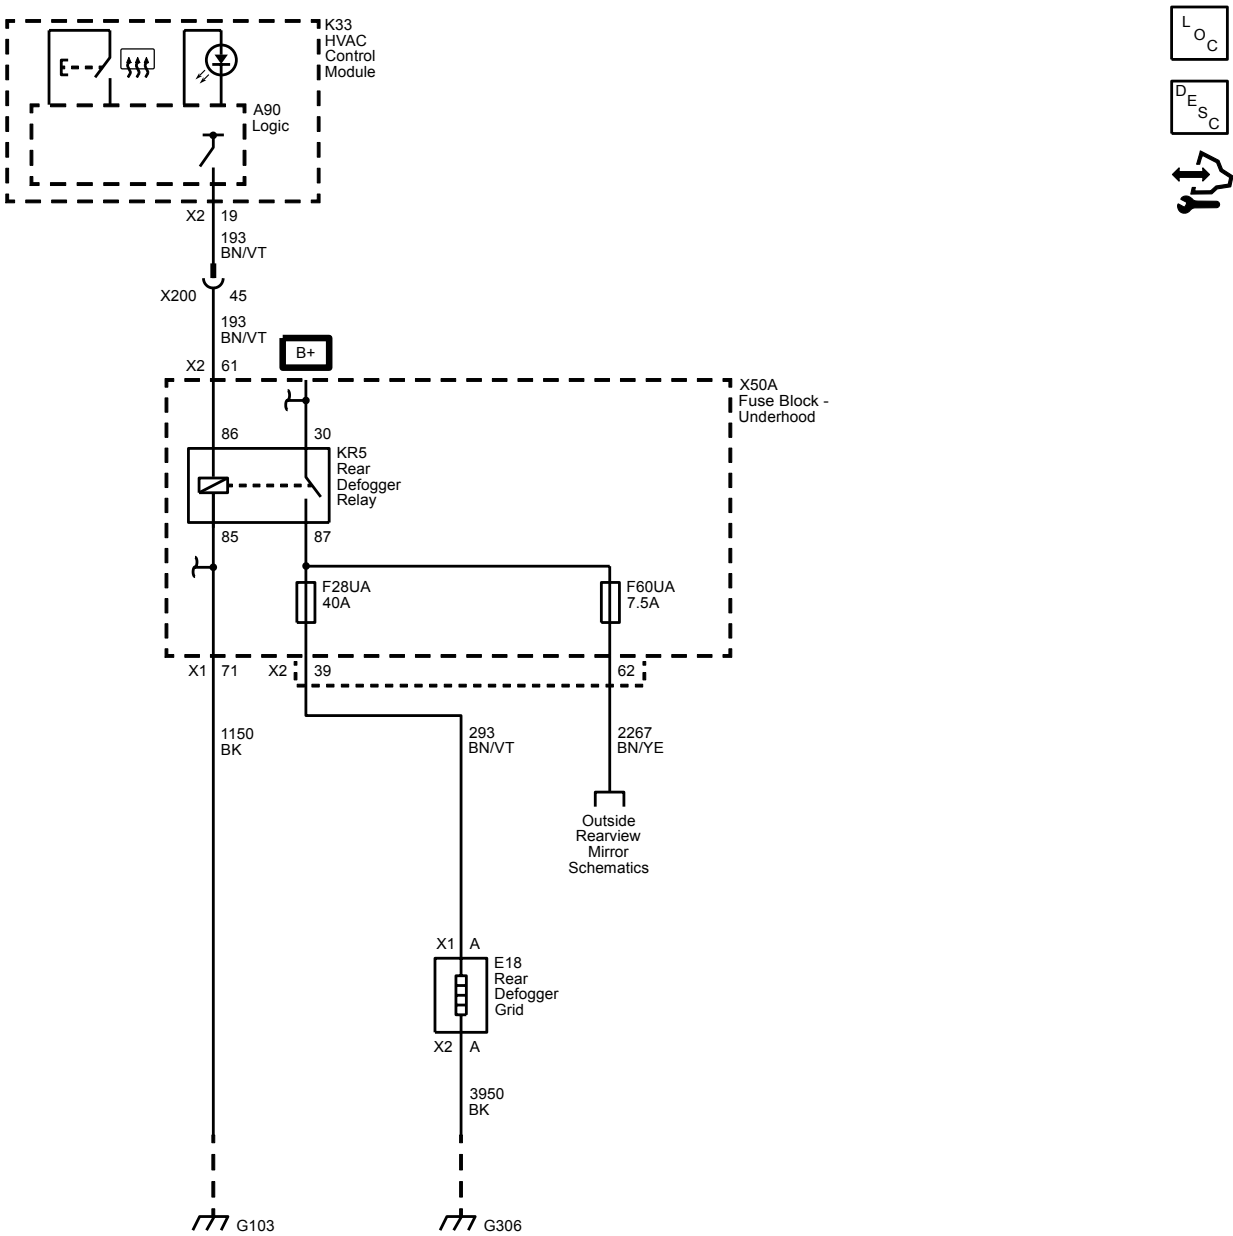 K33
HVAC
Control
Module
L
O
C
D
E
S
C
A90
Logic
X2 19
193
BN/VT
X200 45
193
BN/VT
X2 61
B+
X50A
Fuse Block -
Underhood
86 30
KR5
Rear
Defogger
Relay
85 87
F28UA
40A
F60UA
7.5A
X1 71 X2 39 62
1150
BK
293
BN/VT
2267
BN/YE
Outside
Rearview
Mirror
Schematics
X1 A
E18
Rear
Defogger
Grid
X2 A
3950
BK
G103 G306